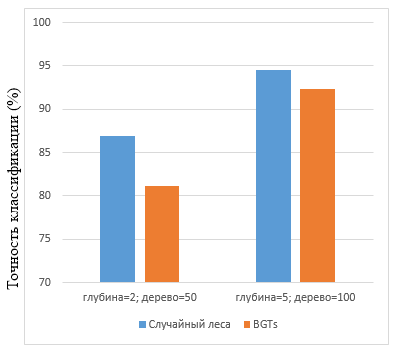 Точность классификации (%)
100
95
90
85
80
75
70
глубина=2; дерево=50
глубина=5; дерево=100
Случайный леса
BGTs